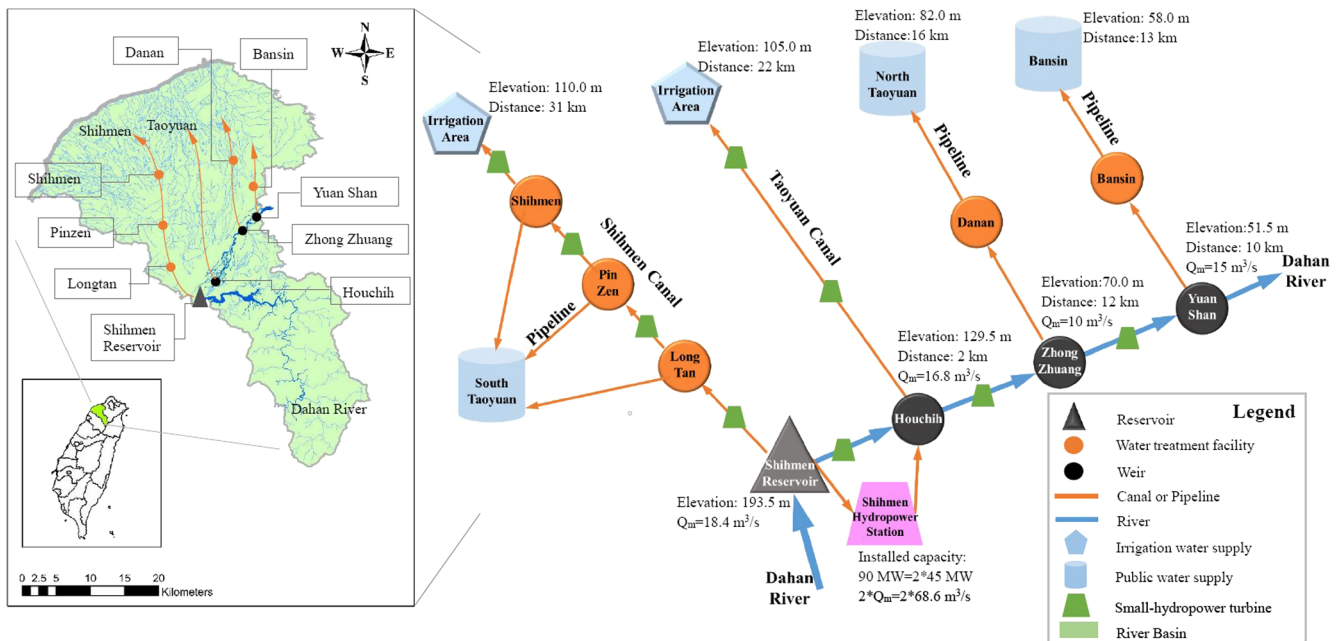 N
W E
S
Danan
Bansin
Shihmen
Taoyuan
Shihmen
Pinzen
Longtan
Shihmen
Reservoir
Yuan Shan
Zhong Zhuang
Houchih
Dahan River
0 2.5 5 10 15 20
Kilometers
Elevation: 110.0 m
Distance: 31 km
Irrigation
Area
Shihmen
Pin
Zen
Long
Tan
Shihmen Canal
Pipeline
South
Taoyuan
Elevation: 105.0 m
Distance: 22 km
Irrigation
Area
Taoyuan Canal
Elevation: 82.0 m
Distance:16 km
North
Taoyuan
Pipeline
Danan
Elevation: 58.0 m
Distance:13 km
Bansin
Pipeline
Bansin
Elevation:51.5 m
Distance: 10 km
Qm=15 m³/s
Dahan
River
Yuan
Shan
Elevation:70.0 m
Distance: 12 km
Qm=10 m³/s
Zhong
Zhuang
Elevation: 129.5 m
Distance: 2 km
Qm=16.8 m³/s
Houchih
Shihmen
Reservoir
Elevation: 193.5 m
Qm=18.4 m³/s
Shihmen
Hydropower
Station
Installed capacity:
90 MW=2*45 MW
2*Qm=2*68.6 m³/s
Dahan
River
Legend
Reservoir
Water treatment facility
Weir
Canal or Pipeline
River
Irrigation water supply
Public water supply
Small-hydropower turbine
River Basin